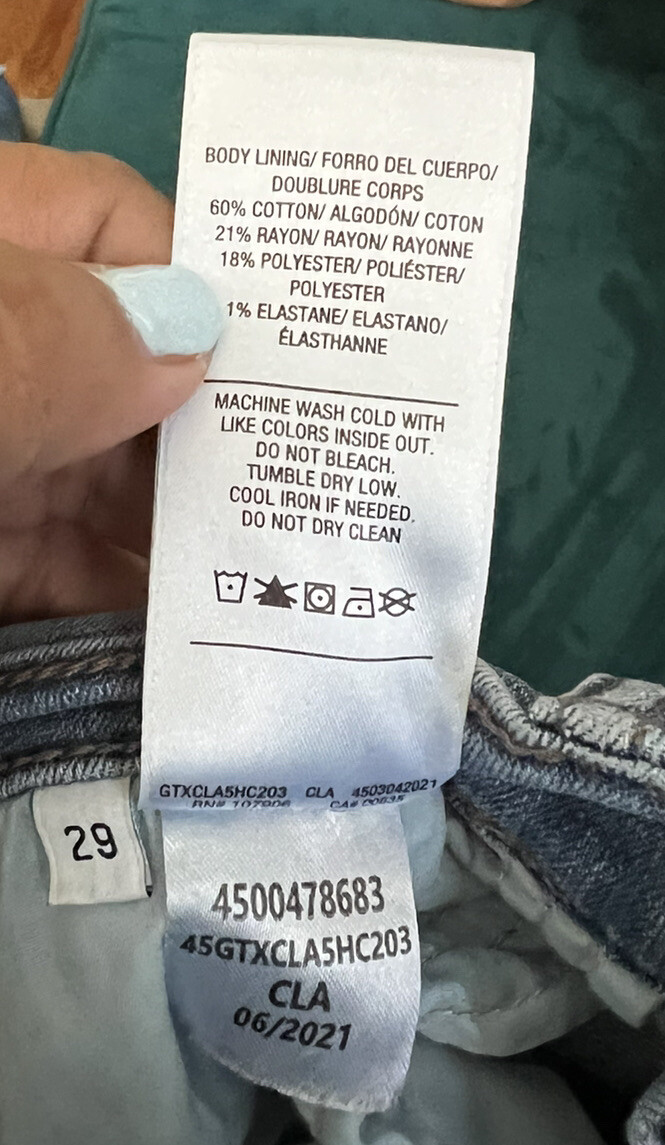 BODY LINING/ FORRO DEL CUERPO/
DOUBLURE CORPS
60% COTTON/ ALGODÓN/ COTON
21% RAYON/ RAYON/ RAYONNE
18% POLYESTER/ POLIÉSTER/
POLYESTER
1% ELASTANE/ ELASTANO/
ÉLASTHANNE
MACHINE WASH COLD WITH
LIKE COLORS INSIDE OUT.
DO NOT BLEACH.
TUMBLE DRY LOW.
COOL IRON IF NEEDED.
DO NOT DRY CLEAN
GTXCLA5HC203 CLA 4503042021
RN# CA#
29
4500478683
45GTXCLA5HC203
CLA
06/2021